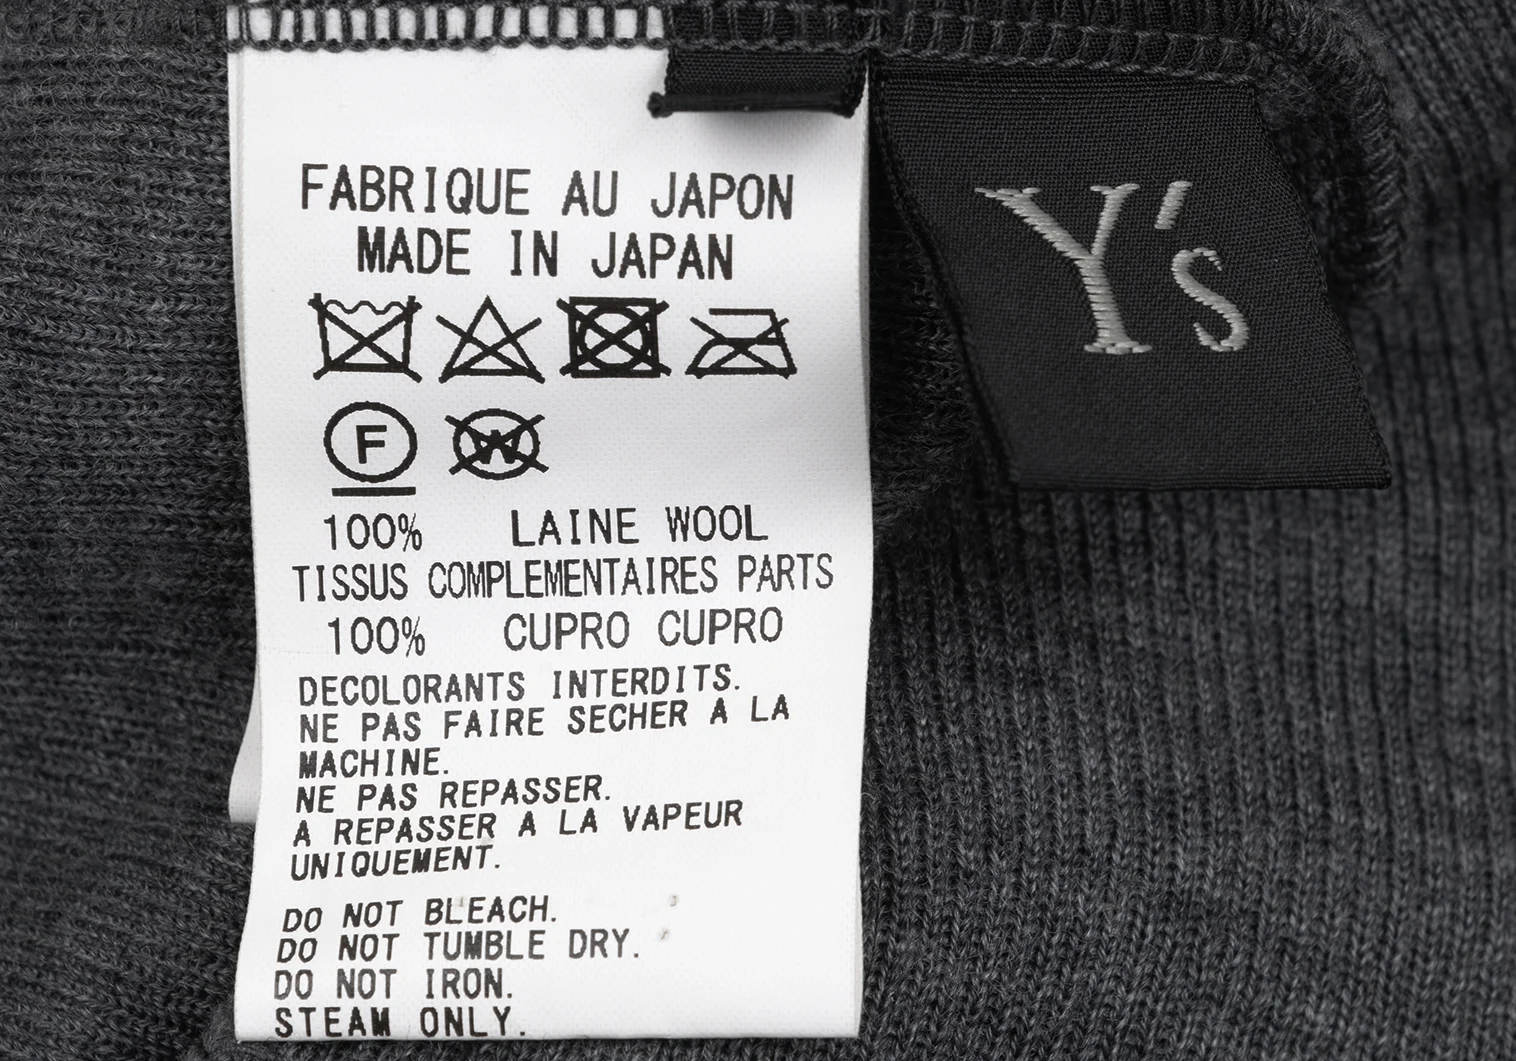 FABRIQUE AU JAPON
MADE IN JAPAN
F
W
100% LAINE WOOL
TISSUS COMPLEMENTAIRES PARTS
100% CUPRO CUPRO
DECOLORANTS INTERDITS.
NE PAS FAIRE SECHER A LA
MACHINE.
NE PAS REPASSER.
A REPASSER A LA VAPEUR
UNIQUEMENT.
DO NOT BLEACH.
DO NOT TUMBLE DRY.
DO NOT IRON.
STEAM ONLY.
Y's